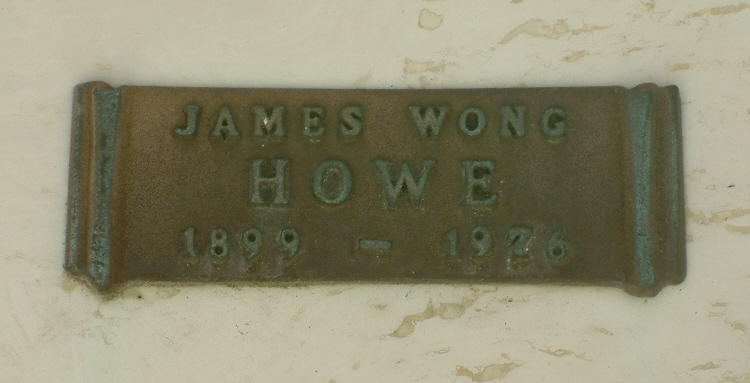 JAMES WONG
HOWE
1899 – 1976